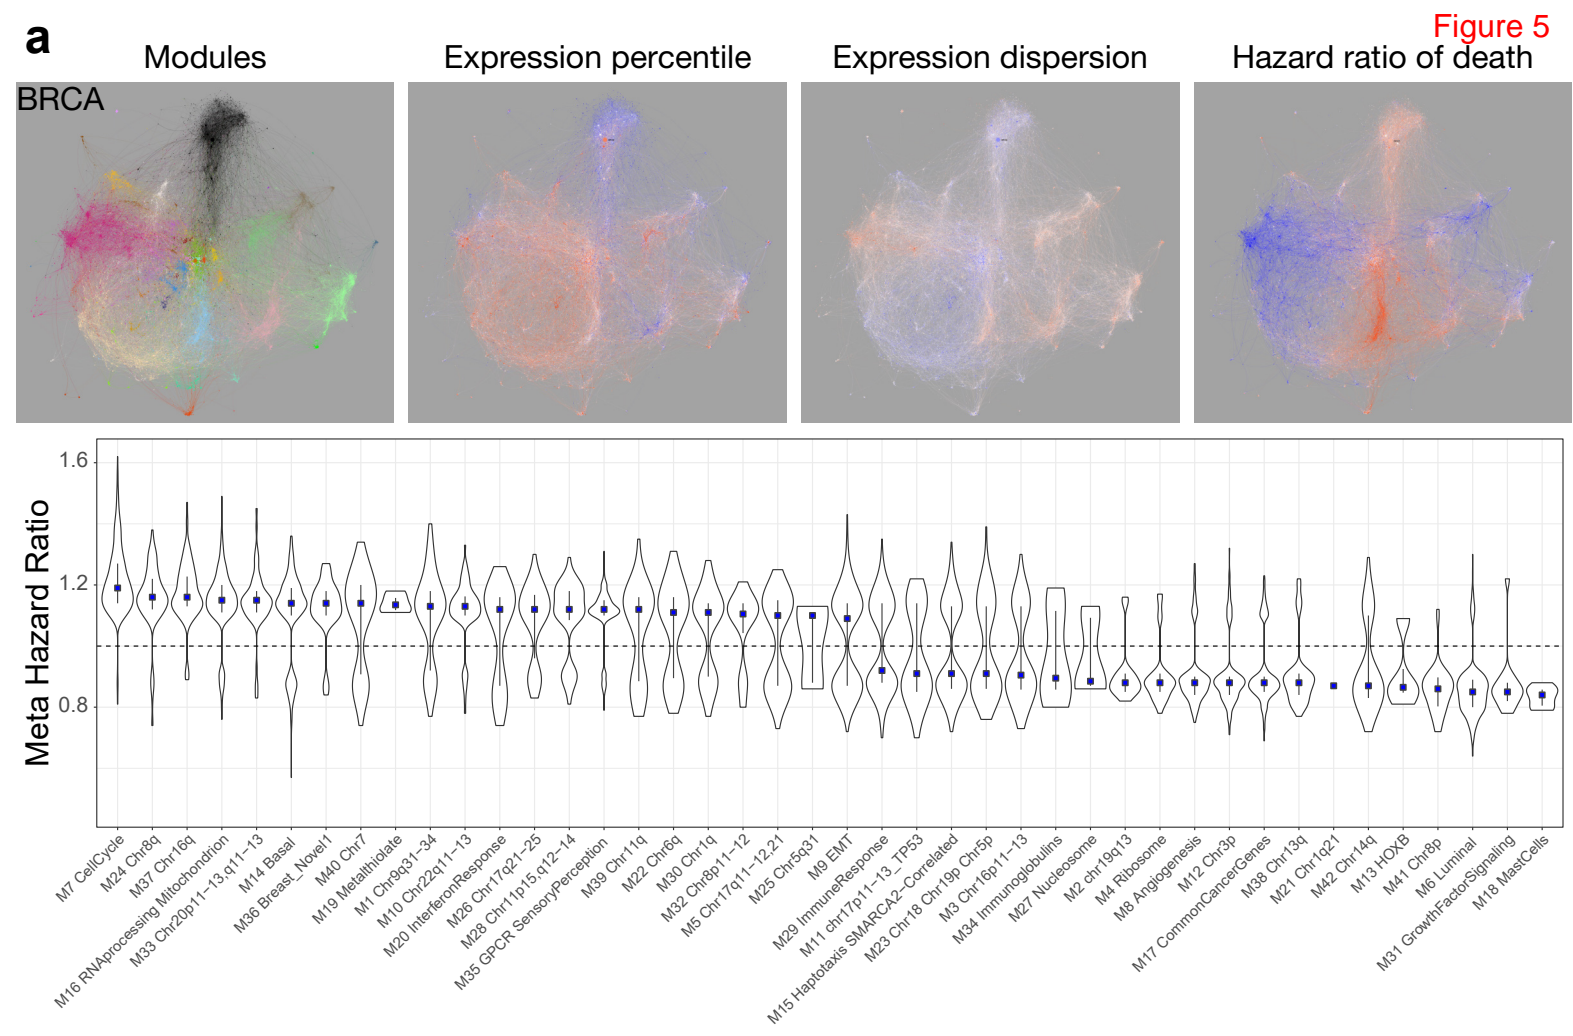 Figure 5
a
Modules
Expression percentile
Expression dispersion
Hazard ratio of death
BRCA
Meta Hazard Ratio
1.6
1.2
0.8
M7 CellCycle
M24 Chr8q
M37 Chr16q
M16 RNAprocessing Mitochondrion
M33 Chr20p11−13,q11−13
M14 Basal
M36 Breast_Novel1
M40 Chr7
M19 Metalthiolate
M1 Chr9q31−34
M10 Chr22q11−13
M20 InterferonResponse
M26 Chr17q21−25
M28 Chr11p15,q12−14
M35 GPCR SensoryPerception
M39 Chr11q
M22 Chr6q
M30 Chr1q
M32 Chr8p11−12
M5 Chr17q11−12,21
M25 Chr5q31
M9 EMT
M29 ImmuneResponse
M11 chr17p11−13_TP53
M15 Haptotaxis SMARCA2−Correlated
M23 Chr18 Chr19p Chr5p
M3 Chr16p11−13
M34 Immunoglobulins
M27 Nucleosome
M2 chr19q13
M4 Ribosome
M8 Angiogenesis
M12 Chr3p
M17 CommonCancerGenes
M38 Chr13q
M21 Chr1q21
M42 Chr14q
M13 HOXB
M41 Chr8p
M6 Luminal
M31 GrowthFactorSignaling
M18 MastCells